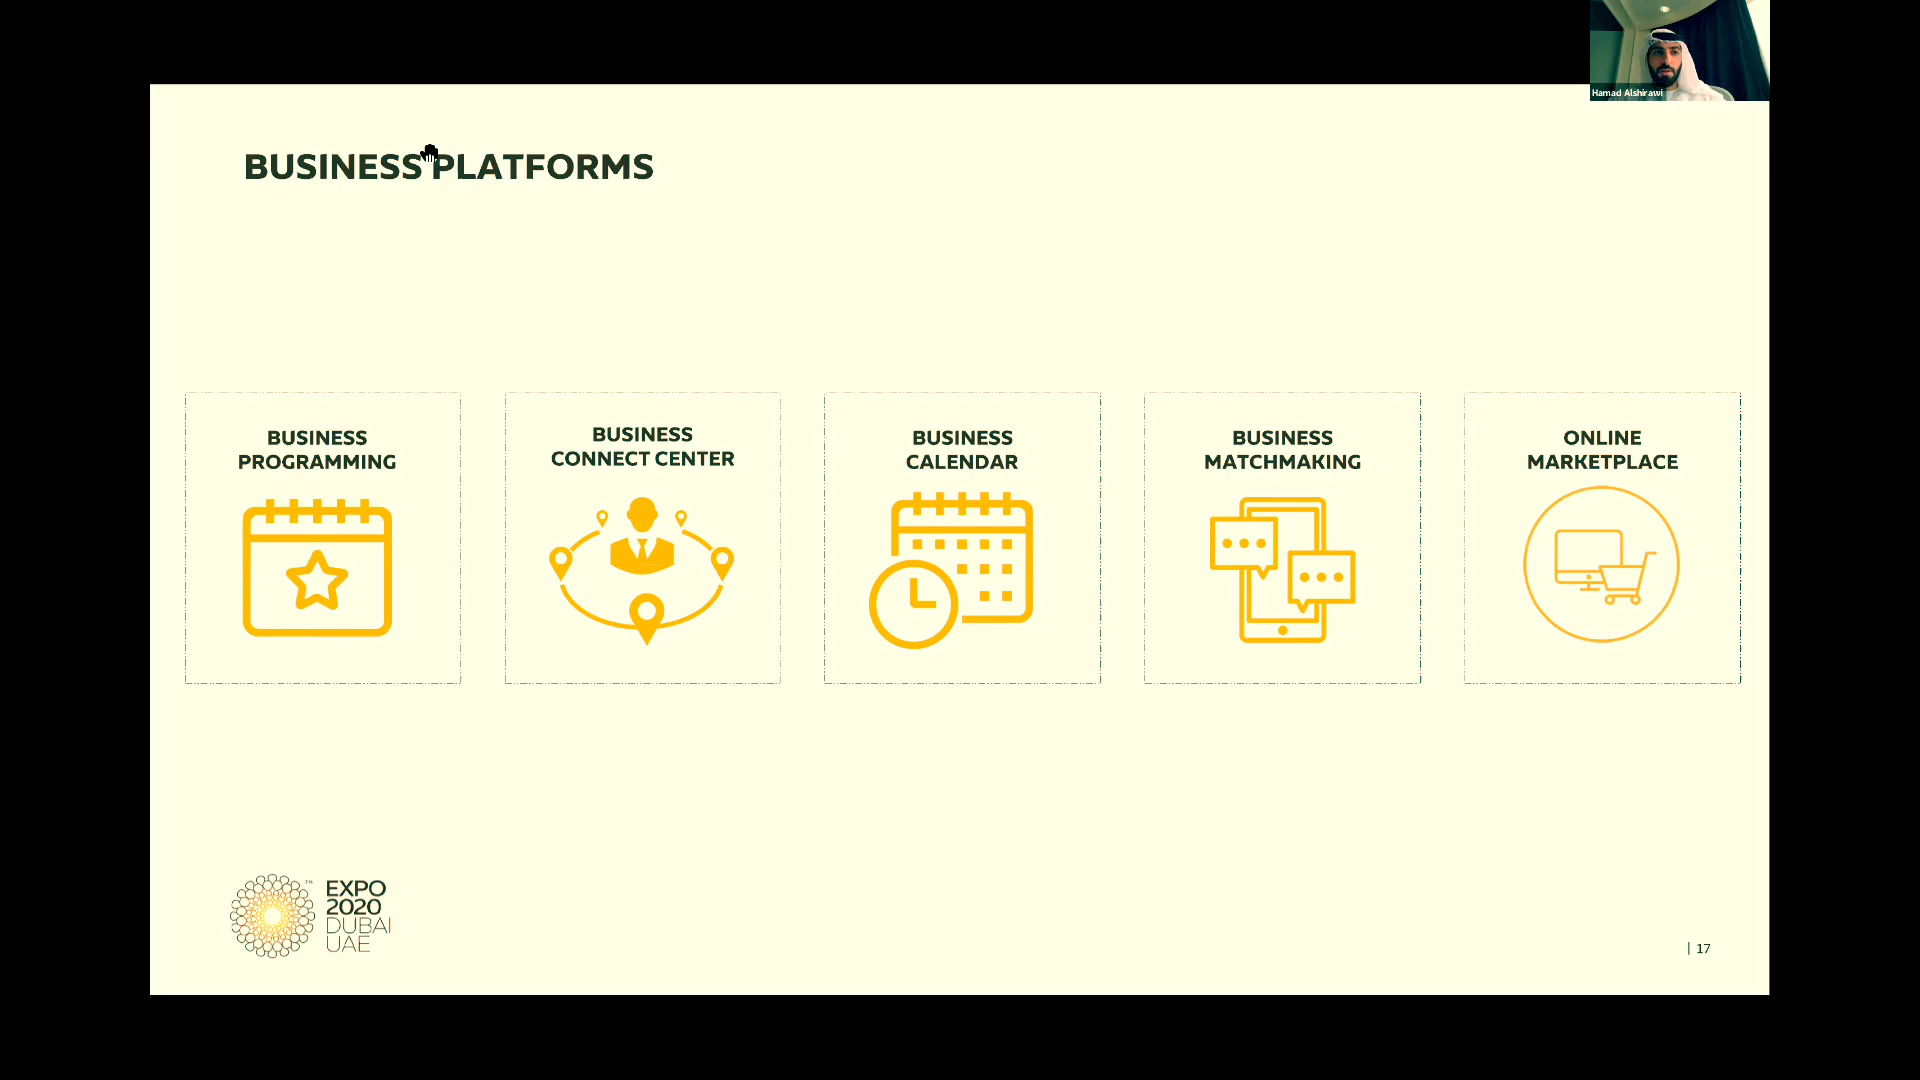 Hamad Alshirawi
BUSINESS PLATFORMS
BUSINESS
PROGRAMMING
BUSINESS
CONNECT CENTER
BUSINESS
CALENDAR
BUSINESS
MATCHMAKING
ONLINE
MARKETPLACE
™
EXPO
2020
DUBAI
UAE
| 17